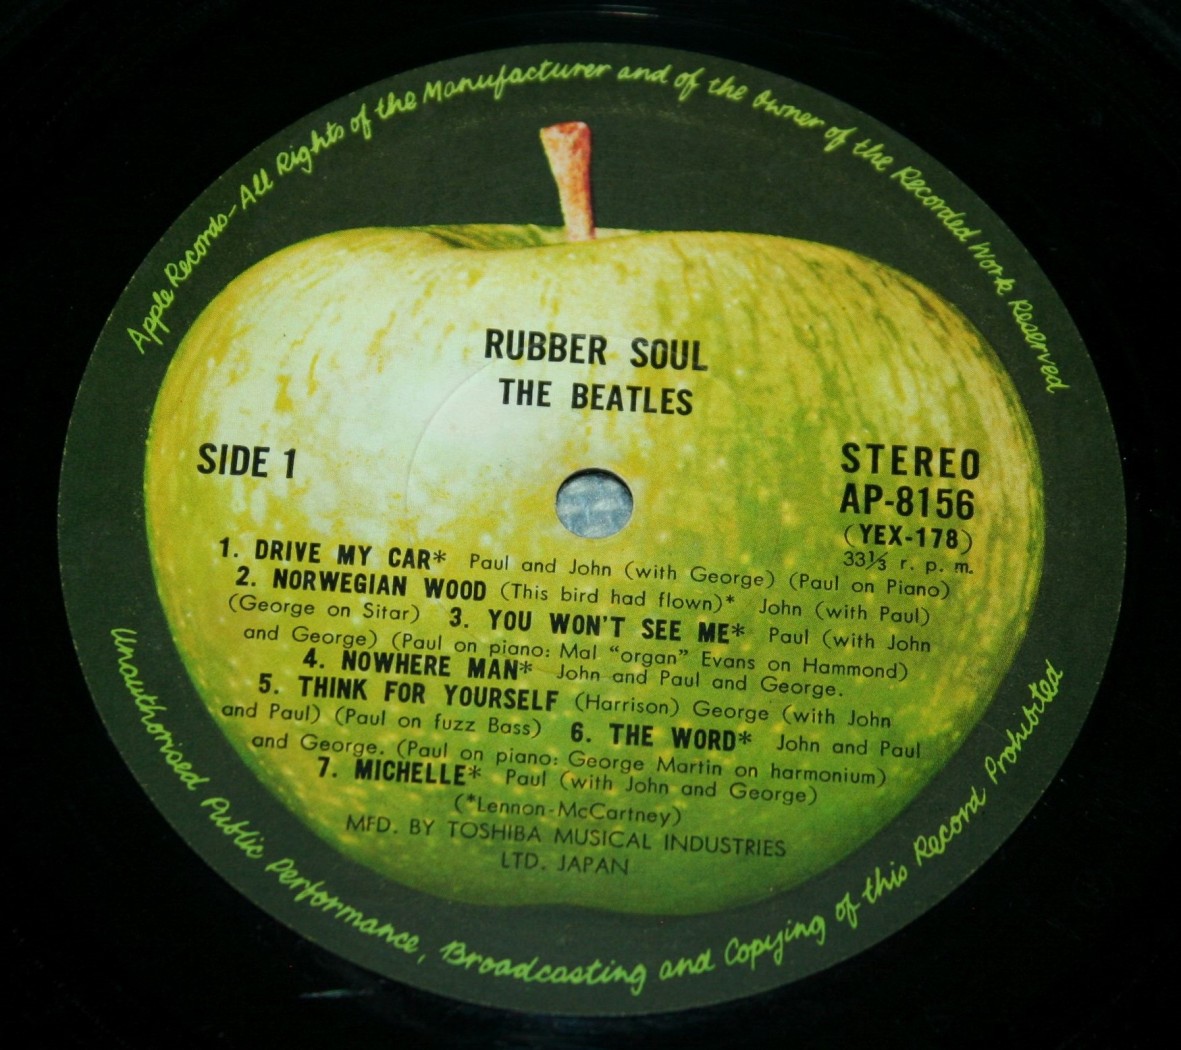 Apple Records-All Rights of the Manufacturer and of the Owner of the Recorded Work Reserved
RUBBER SOUL
THE BEATLES
SIDE 1
STEREO
AP-8156
(YEX-178)
33⅓ r. p. m.
1. DRIVE MY CAR* Paul and John (with George) (Paul on Piano)
2. NORWEGIAN WOOD (This bird had flown)* John (with Paul)
(George on Sitar) 3. YOU WON'T SEE ME* Paul (with John
and George) (Paul on piano: Mal "organ" Evans on Hammond)
4. NOWHERE MAN* John and Paul and George.
5. THINK FOR YOURSELF (Harrison) George (with John
and Paul) (Paul on fuzz Bass) 6. THE WORD* John and Paul
and George. (Paul on piano: George Martin on harmonium)
7. MICHELLE* Paul (with John and George)
(*Lennon-McCartney)
MFD. BY TOSHIBA MUSICAL INDUSTRIES
LTD. JAPAN
Unauthorised Public Performance, Broadcasting and Copying of this Record Prohibited